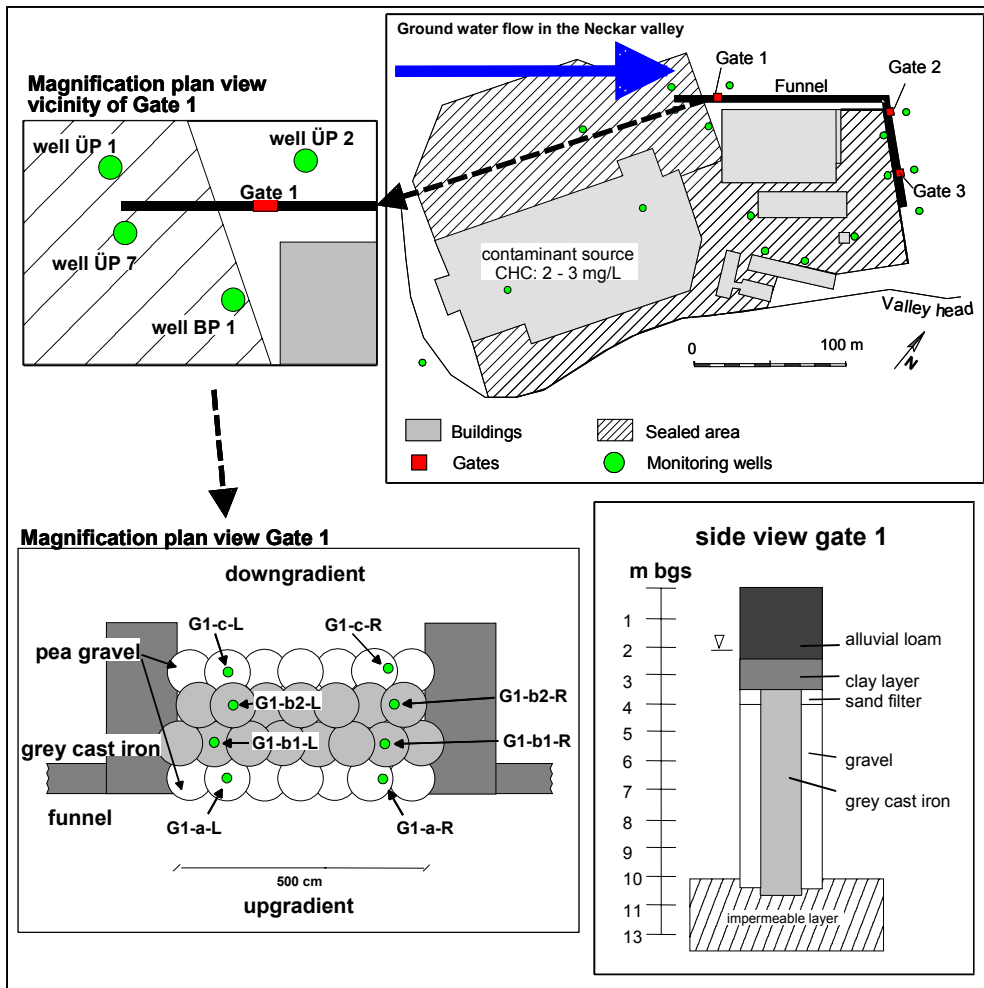 Magnification plan view
vicinity of Gate 1
well ÜP 1
well ÜP 2
Gate 1
well ÜP 7
well BP 1
Ground water flow in the Neckar valley
Gate 1
Funnel
Gate 2
Gate 3
contaminant source
CHC: 2 - 3 mg/L
Valley head
0
100 m
N
Buildings
Sealed area
Gates
Monitoring wells
Magnification plan view Gate 1
downgradient
G1-c-L
G1-c-R
pea gravel
G1-b2-L
G1-b2-R
grey cast iron
G1-b1-L
G1-b1-R
funnel
G1-a-L
G1-a-R
500 cm
upgradient
side view gate 1
m bgs
1
2
3
4
5
6
7
8
9
10
11
13
alluvial loam
clay layer
sand filter
gravel
grey cast iron
impermeable layer